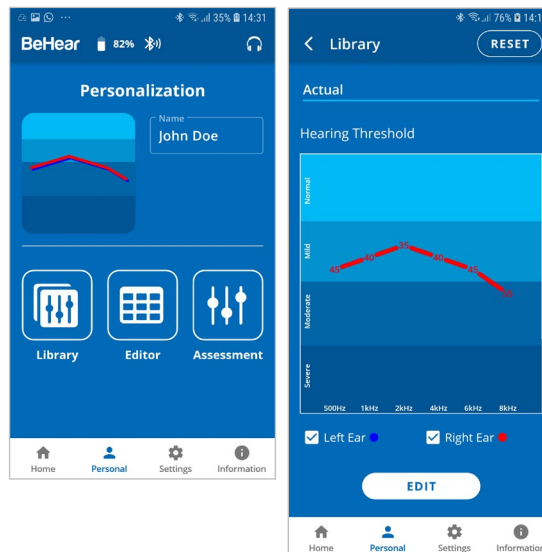 35% 14:31
BeHear 82%
Personalization
Name
John Doe
Library Editor Assessment
Home Personal Settings Information
76% 14:1
Library RESET
Actual
Hearing Threshold
Normal
Mild
Moderate
Severe
45 40 35 40 45 55
500Hz 1kHz 2kHz 4kHz 6kHz 8kHz
Left Ear Right Ear
EDIT
Home Personal Settings Information